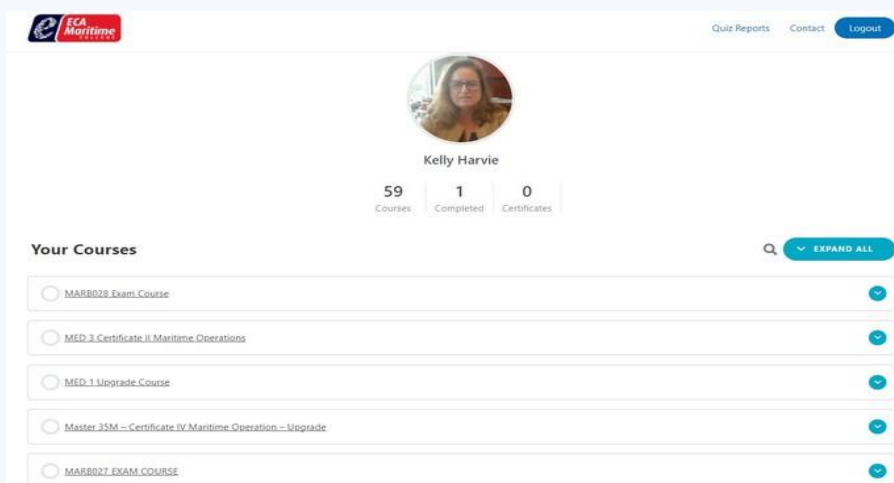 ECA
Maritime
COLLEGE
Quiz Reports Contact Logout
Kelly Harvie
59 1 0
Courses Completed Certificates
Your Courses EXPAND ALL
MARB028 Exam Course
MED 3 Certificate II Maritime Operations
MED 1 Upgrade Course
Master 35M – Certificate IV Maritime Operation – Upgrade
MARB027 EXAM COURSE